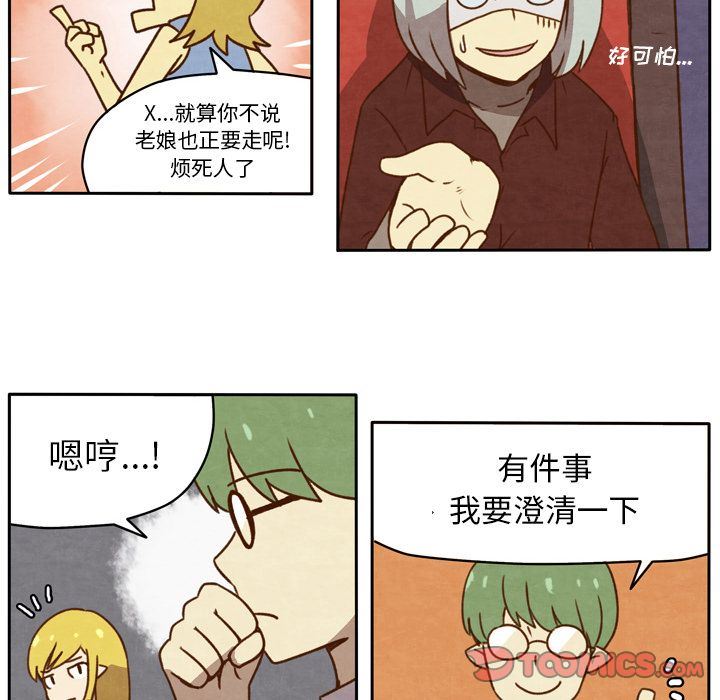 X...就算你不说
老娘也正要走呢!
烦死人了
好可怕...
嗯哼...!
有件事
我要澄清一下
DTOOMICS.COM